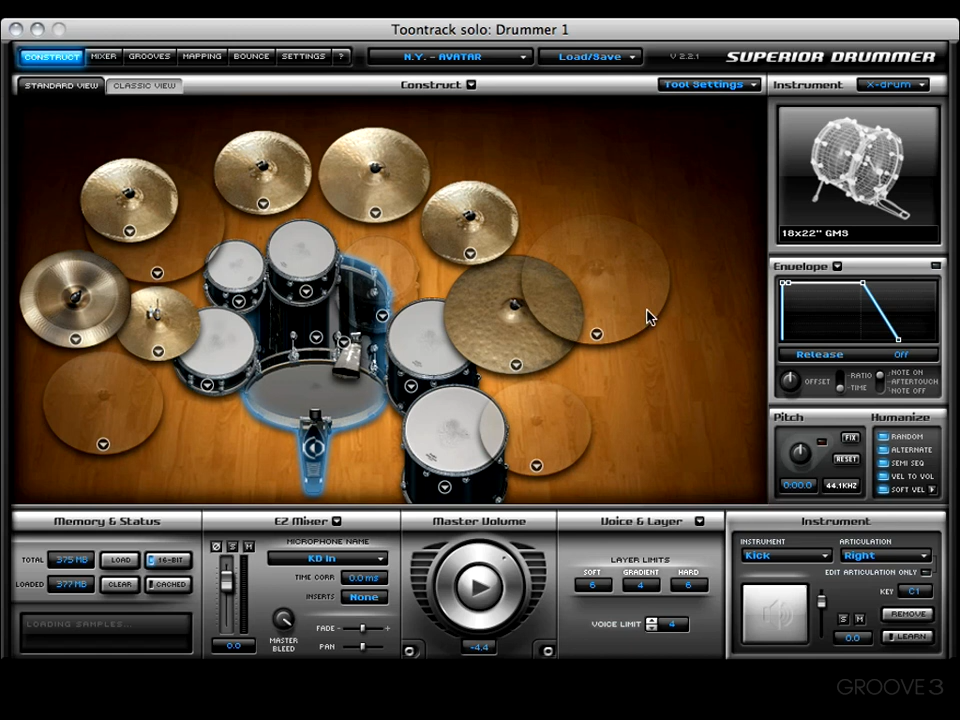 Toontrack solo: Drummer 1
CONSTRUCT MIXER GROOVES MAPPING BOUNCE SETTINGS ? N.Y. - AVATAR Load/Save V 2.2.1 SUPERIOR DRUMMER
STANDARD VIEW CLASSIC VIEW Construct Tool Settings Instrument X-drum
18x22" GMS
Envelope
Release Off
OFFSET RATIO TIME NOTE ON AFTERTOUCH NOTE OFF
Pitch Humanize
FIX RESET 0:00.0 44.1KHZ
RANDOM
ALTERNATE
SEMI SEQ
VEL TO VOL
SOFT VEL
Memory & Status EZ Mixer Master Volume Voice & Layer Instrument
TOTAL 375 MB LOAD 16-BIT
LOADED 377 MB CLEAR CACHED
LOADING SAMPLES...
MICROPHONE NAME
KD In
TIME CORR 0.0 ms
INSERTS None
FADE - +
MASTER BLEED
PAN
0.0
-4.4
LAYER LIMITS
SOFT GRADIENT HARD
6 4 6
VOICE LIMIT 4
INSTRUMENT ARTICULATION
Kick Right
EDIT ARTICULATION ONLY
KEY C1
S M REMOVE
0.0 LEARN
GROOVE3